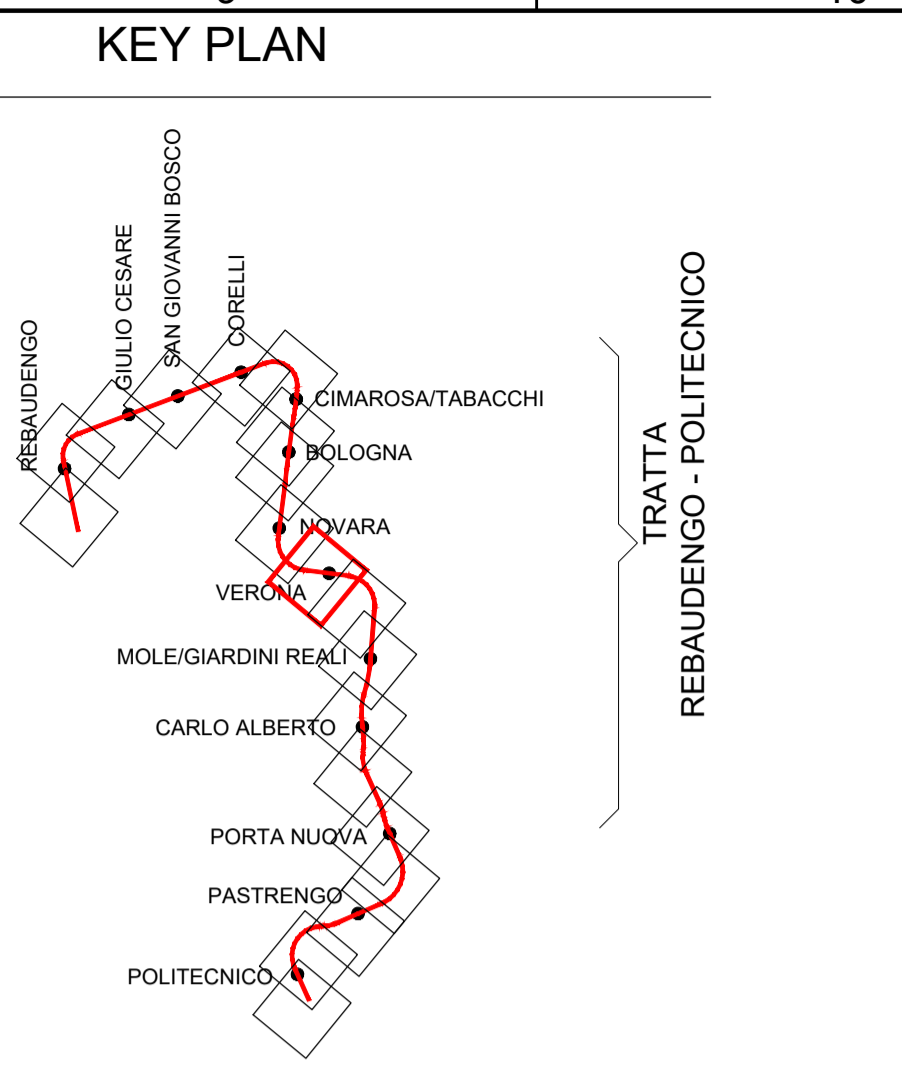 KEY PLAN
REBAUDENGO
GIULIO CESARE
SAN GIOVANNI BOSCO
CORELLI
CIMAROSA/TABACCHI
BOLOGNA
NOVARA
VERONA
MOLE/GIARDINI REALI
CARLO ALBERTO
PORTA NUOVA
PASTRENGO
POLITECNICO
TRATTA
REBAUDENGO - POLITECNICO